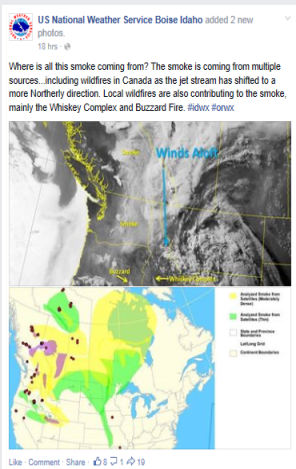 US National Weather Service Boise Idaho added 2 new
photos.
18 hrs ·
Where is all this smoke coming from? The smoke is coming from multiple
sources...including wildfires in Canada as the jet stream has shifted to a
more Northerly direction. Local wildfires are also contributing to the smoke,
mainly the Whiskey Complex and Buzzard Fire. #idwx #orwx
Winds Aloft
Smoke
Smoke
Buzzard
Whiskey Complex
Analyzed Smoke from
Satellites (Moderately
Dense)
Analyzed Smoke from
Satellites (Thin)
State and Province
Boundaries
Lat/Long Grid
Continent Boundaries
Like · Comment · Share · 8 1 19